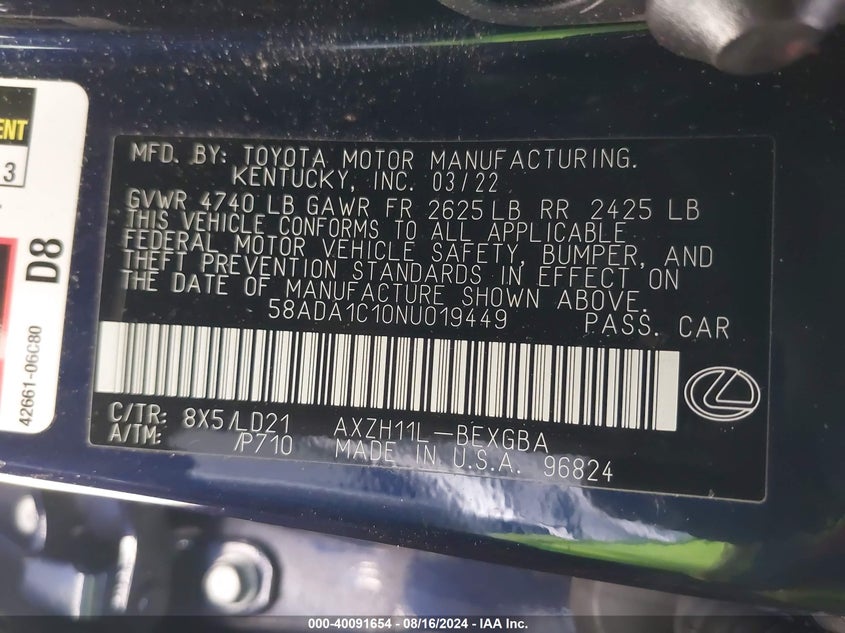 ENT
3
D8
42661-06C80
MFD. BY: TOYOTA MOTOR MANUFACTURING.
KENTUCKY, INC. 03/22
GVWR 4740 LB GAWR FR 2625 LB RR 2425 LB
THIS VEHICLE CONFORMS TO ALL APPLICABLE
FEDERAL MOTOR VEHICLE SAFETY, BUMPER, AND
THEFT PREVENTION STANDARDS IN EFFECT ON
THE DATE OF MANUFACTURE SHOWN ABOVE.
58ADA1C10NU019449 PASS. CAR
C/TR: 8X5/LD21 AXZH11L-BEXGBA
A/TM: /P710 MADE IN U.S.A. 96824
000-40091654 - 08/16/2024 - IAA Inc.